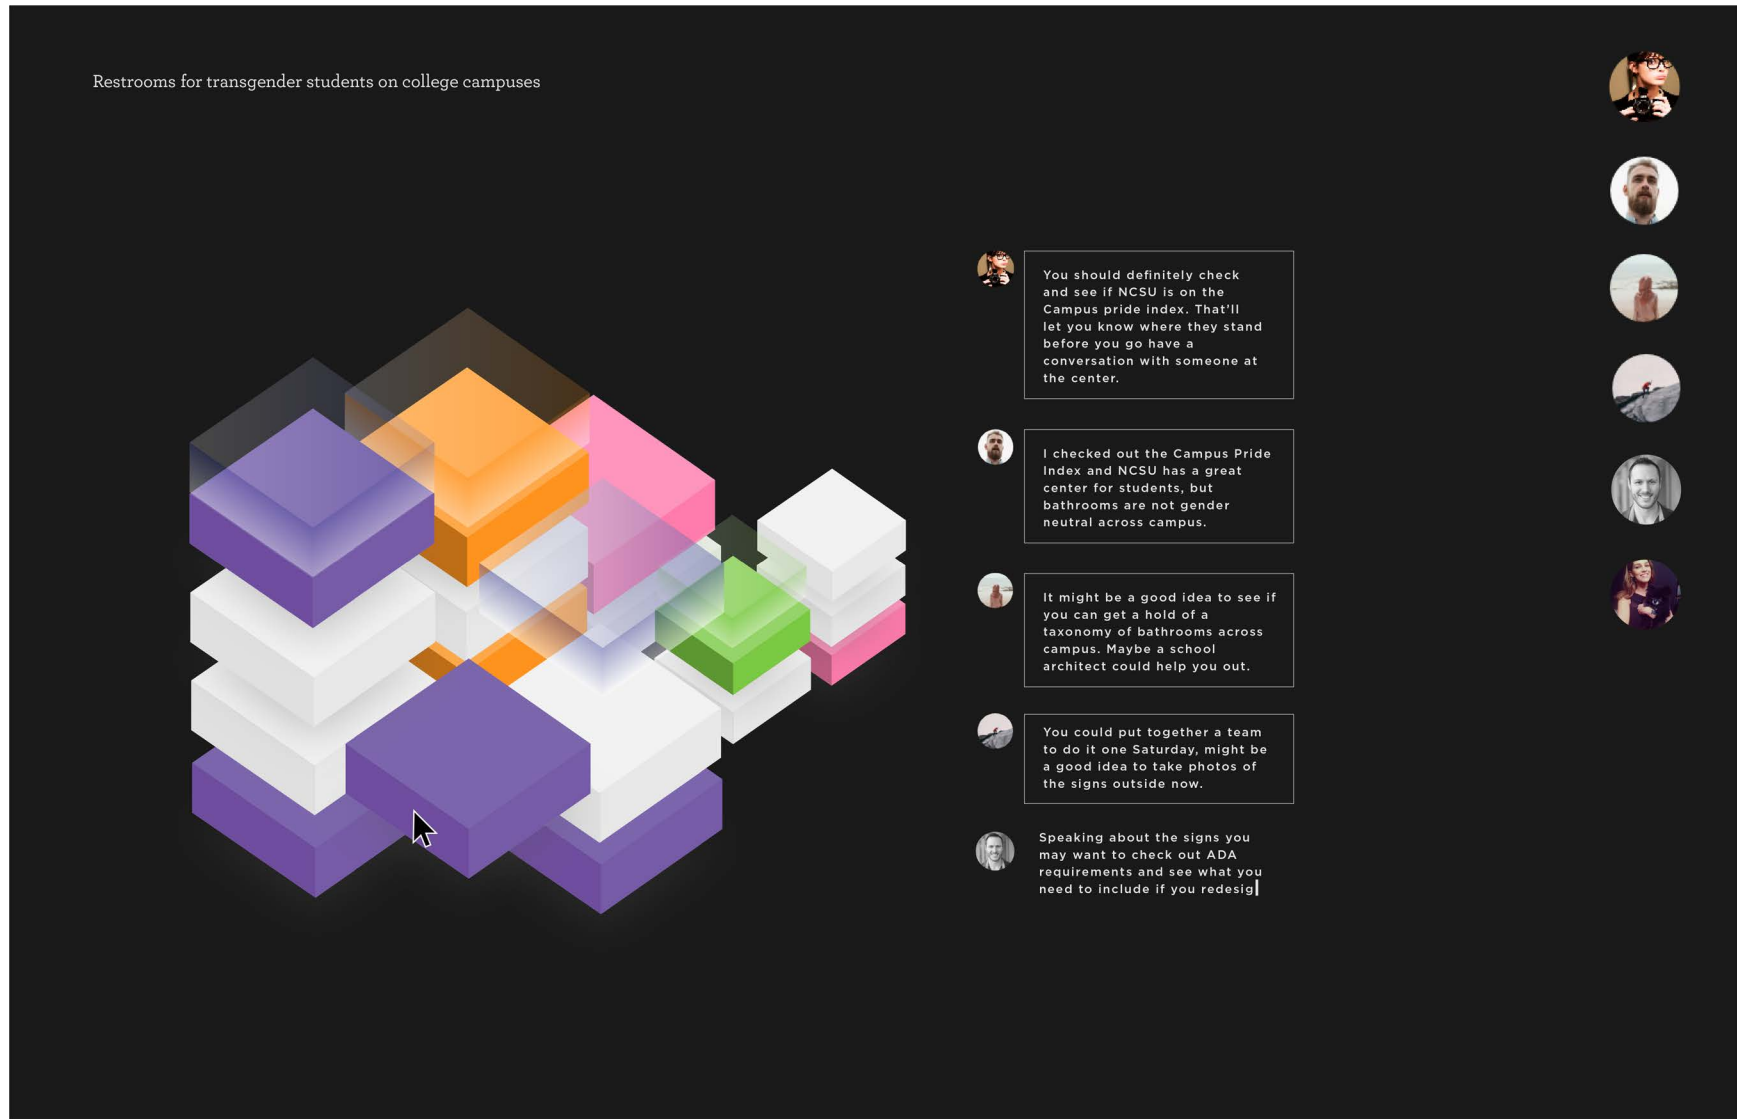 Restrooms for transgender students on college campuses
You should definitely check
and see if NCSU is on the
Campus pride index. That'll
let you know where they stand
before you go have a
conversation with someone at
the center.
I checked out the Campus Pride
Index and NCSU has a great
center for students, but
bathrooms are not gender
neutral across campus.
It might be a good idea to see if
you can get a hold of a
taxonomy of bathrooms across
campus. Maybe a school
architect could help you out.
You could put together a team
to do it one Saturday, might be
a good idea to take photos of
the signs outside now.
Speaking about the signs you
may want to check out ADA
requirements and see what you
need to include if you redesig